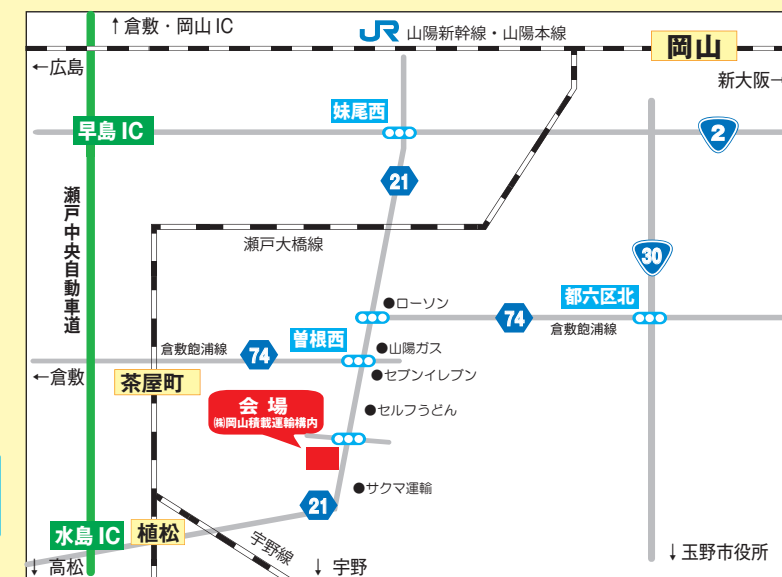 ↑倉敷・岡山IC
JR 山陽新幹線・山陽本線
岡山
←広島
新大阪→
妹尾西
早島 IC
2
21
瀬戸中央自動車道
瀬戸大橋線
30
ローソン
都六区北
74
倉敷飽浦線
曽根西
山陽ガス
倉敷飽浦線
74
←倉敷
セブンイレブン
茶屋町
会場
㈱岡山積載運輸構内
セルフうどん
サクマ運輸
21
水島 IC
植松
宇野線
↓高松
↓宇野
↓玉野市役所